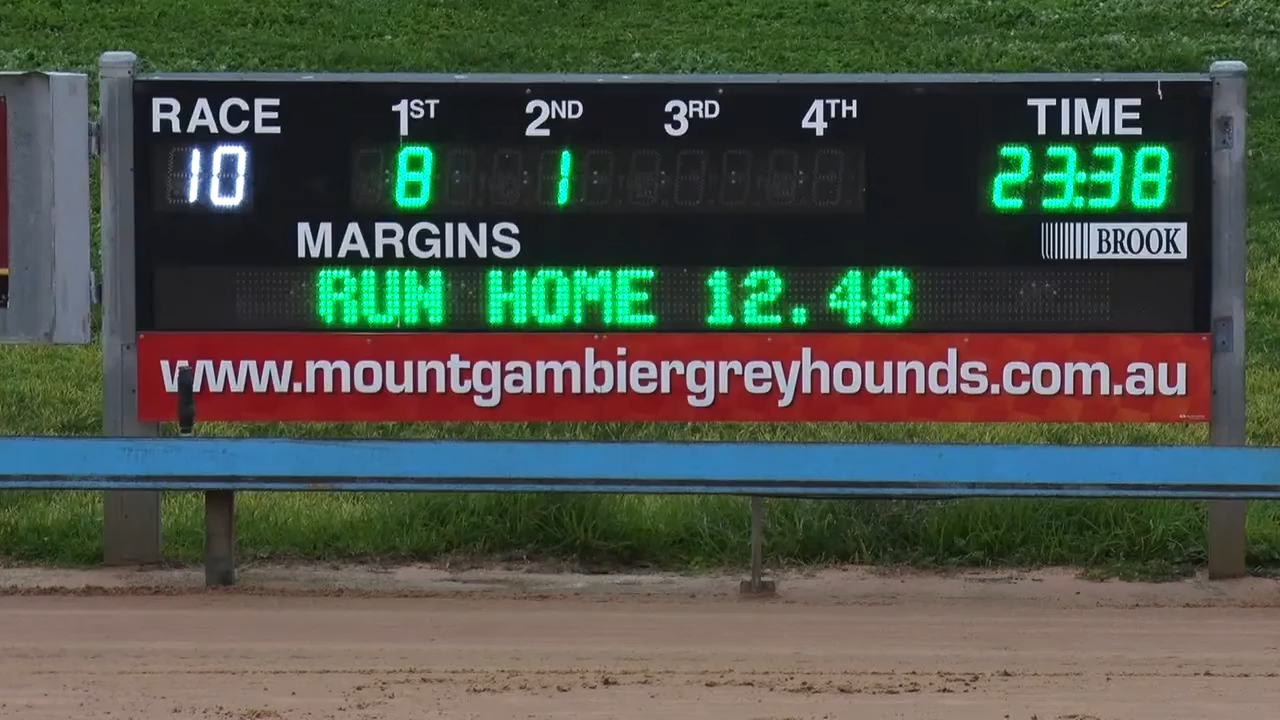 RACE 1ST 2ND 3RD 4TH TIME
10 8 1 23:38
MARGINS BROOK
RUN HOME 12.48
www.mountgambiergreyhounds.com.au